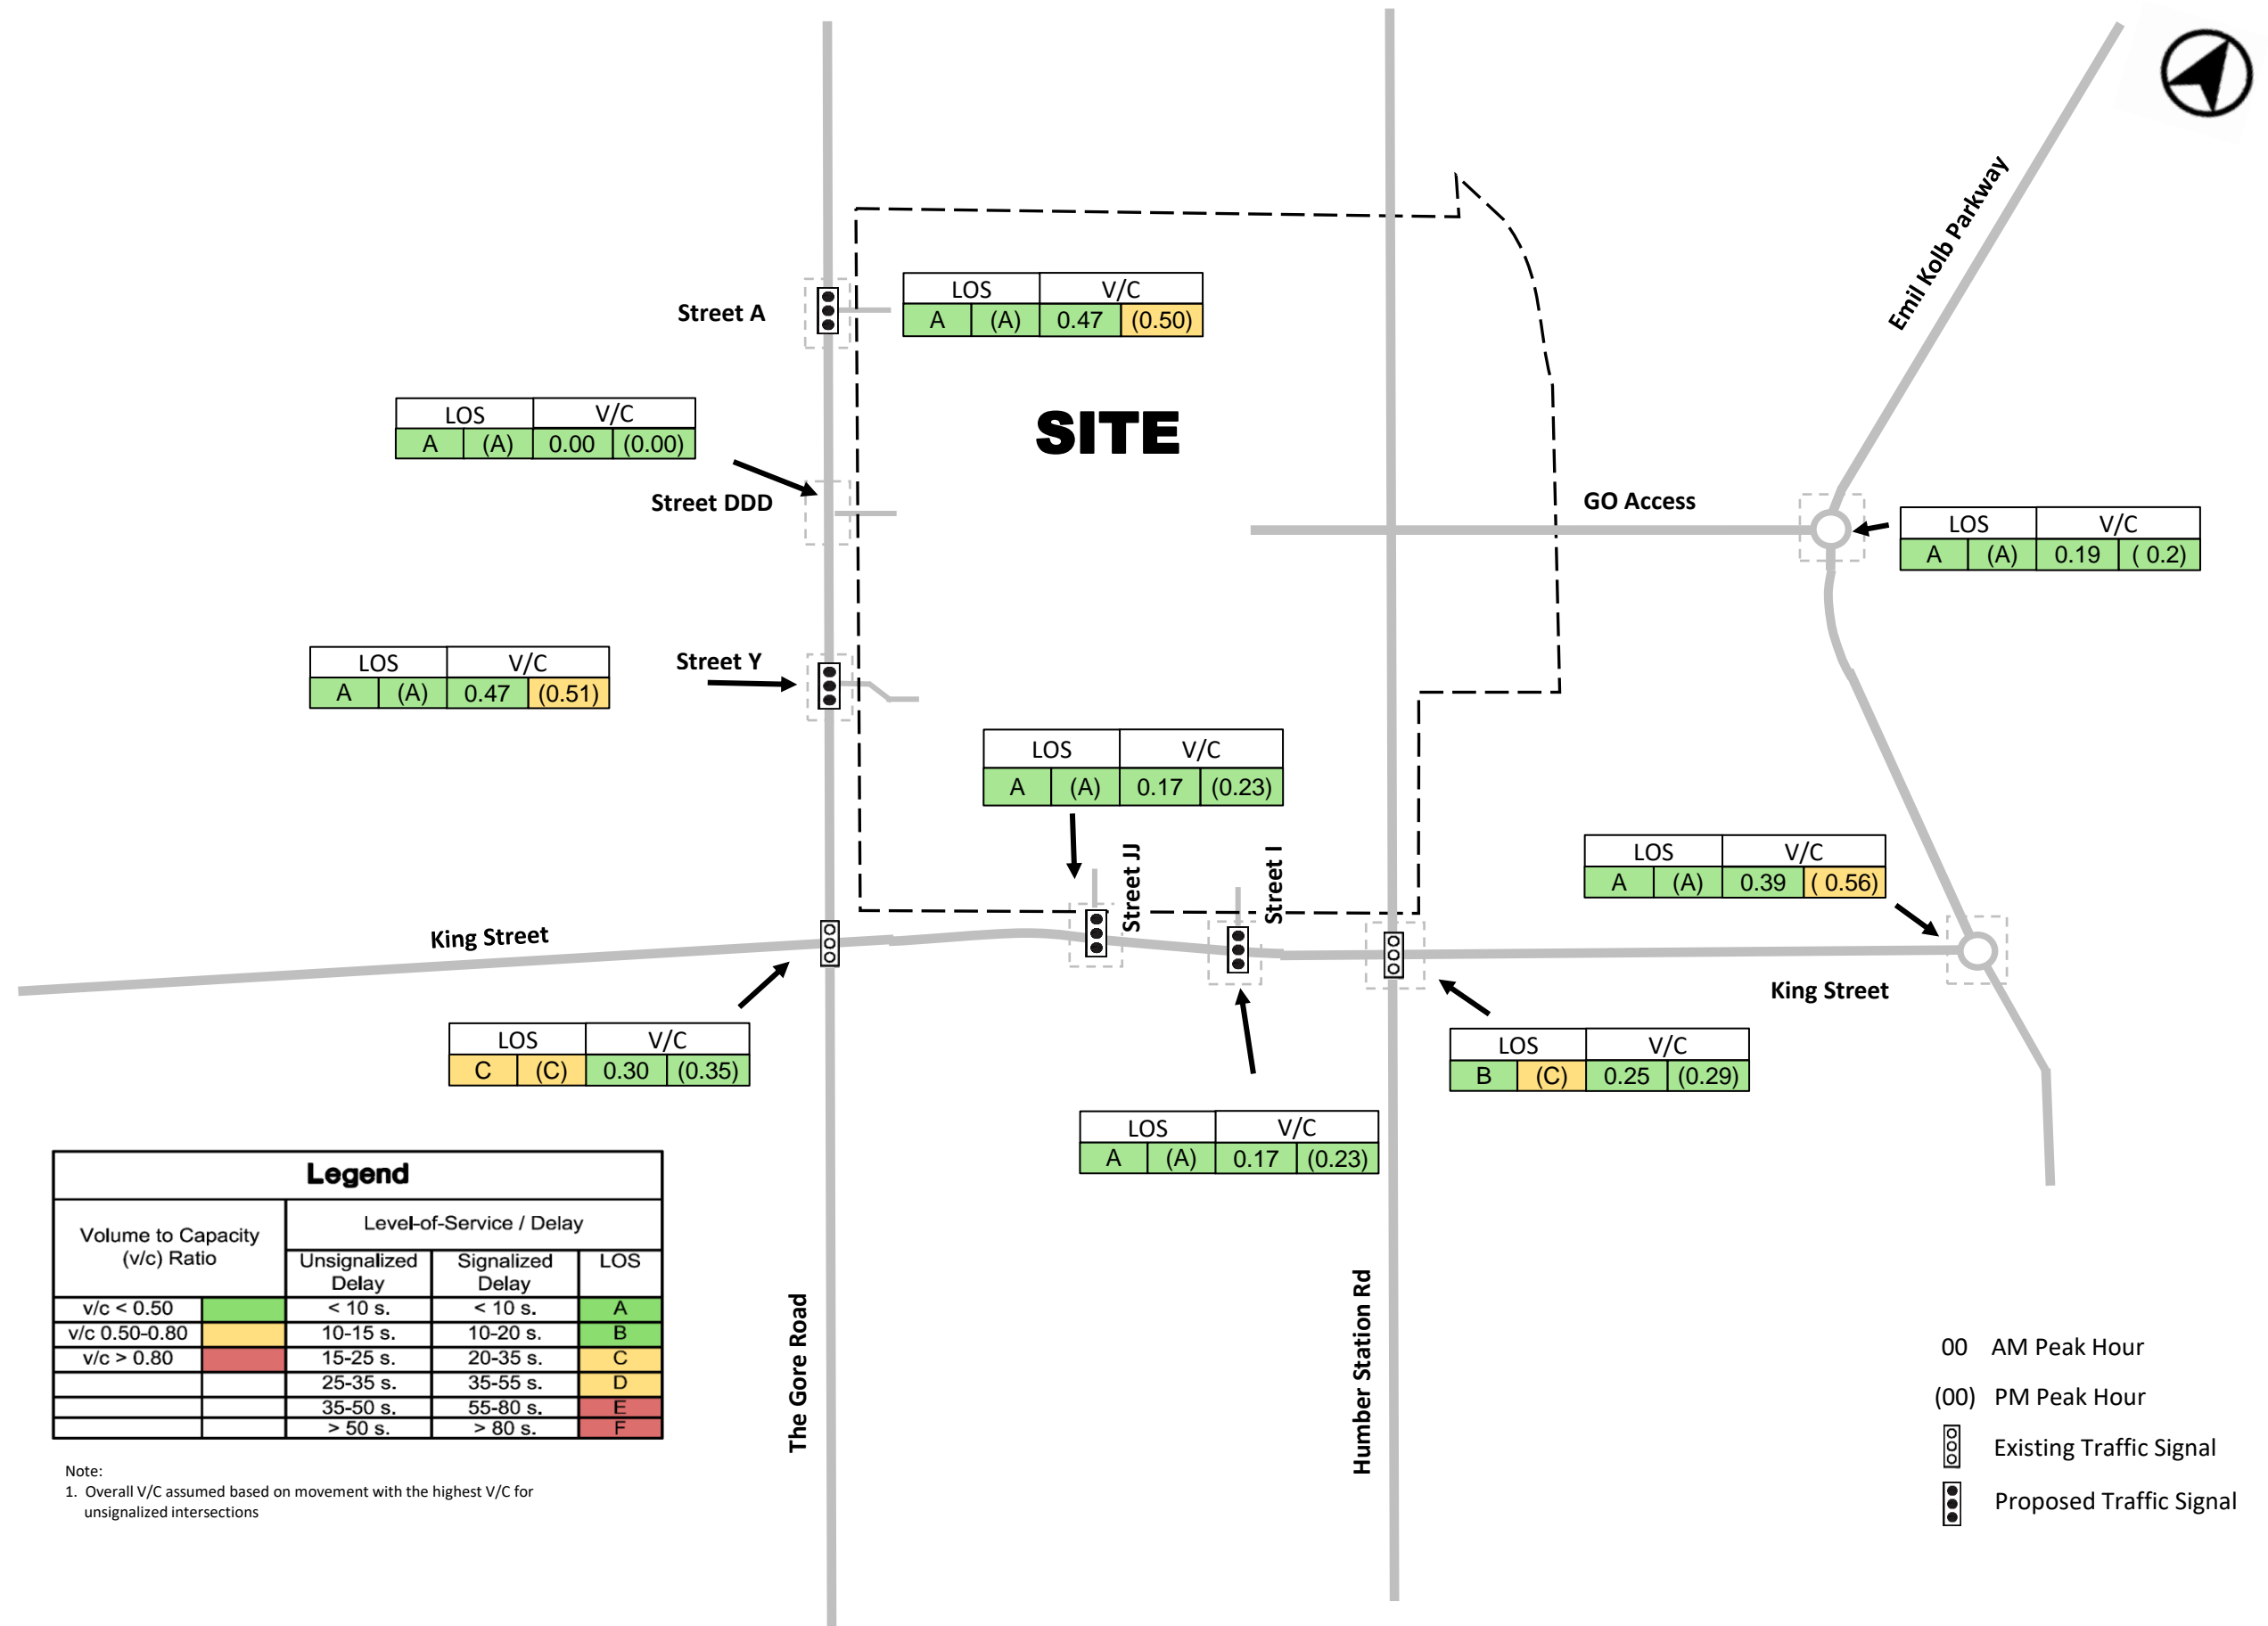 Emil Kolb Parkway
Street A
LOS V/C
A (A) 0.47 (0.50)
LOS V/C
A (A) 0.00 (0.00)
SITE
Street DDD
GO Access
LOS V/C
A (A) 0.19 ( 0.2)
LOS V/C
A (A) 0.47 (0.51)
Street Y
LOS V/C
A (A) 0.17 (0.23)
Street JJ
Street I
LOS V/C
A (A) 0.39 ( 0.56)
King Street
King Street
LOS V/C
C (C) 0.30 (0.35)
LOS V/C
B (C) 0.25 (0.29)
LOS V/C
A (A) 0.17 (0.23)
The Gore Road
Humber Station Rd
Legend
Volume to Capacity
(v/c) Ratio
Level-of-Service / Delay
Unsignalized
Delay
Signalized
Delay
LOS
v/c < 0.50 < 10 s. < 10 s. A
v/c 0.50-0.80 10-15 s. 10-20 s. B
v/c > 0.80 15-25 s. 20-35 s. C
25-35 s. 35-55 s. D
35-50 s. 55-80 s. E
> 50 s. > 80 s. F
Note:
1. Overall V/C assumed based on movement with the highest V/C for
unsignalized intersections
00 AM Peak Hour
(00) PM Peak Hour
Existing Traffic Signal
Proposed Traffic Signal